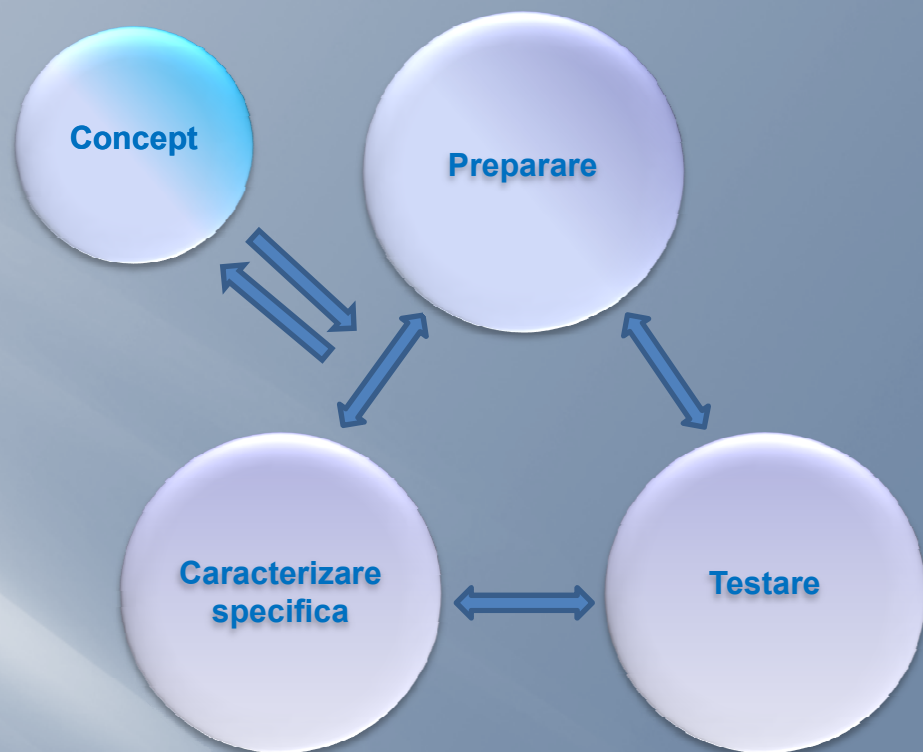 Concept
Preparare
Caracterizare
specifica
Testare